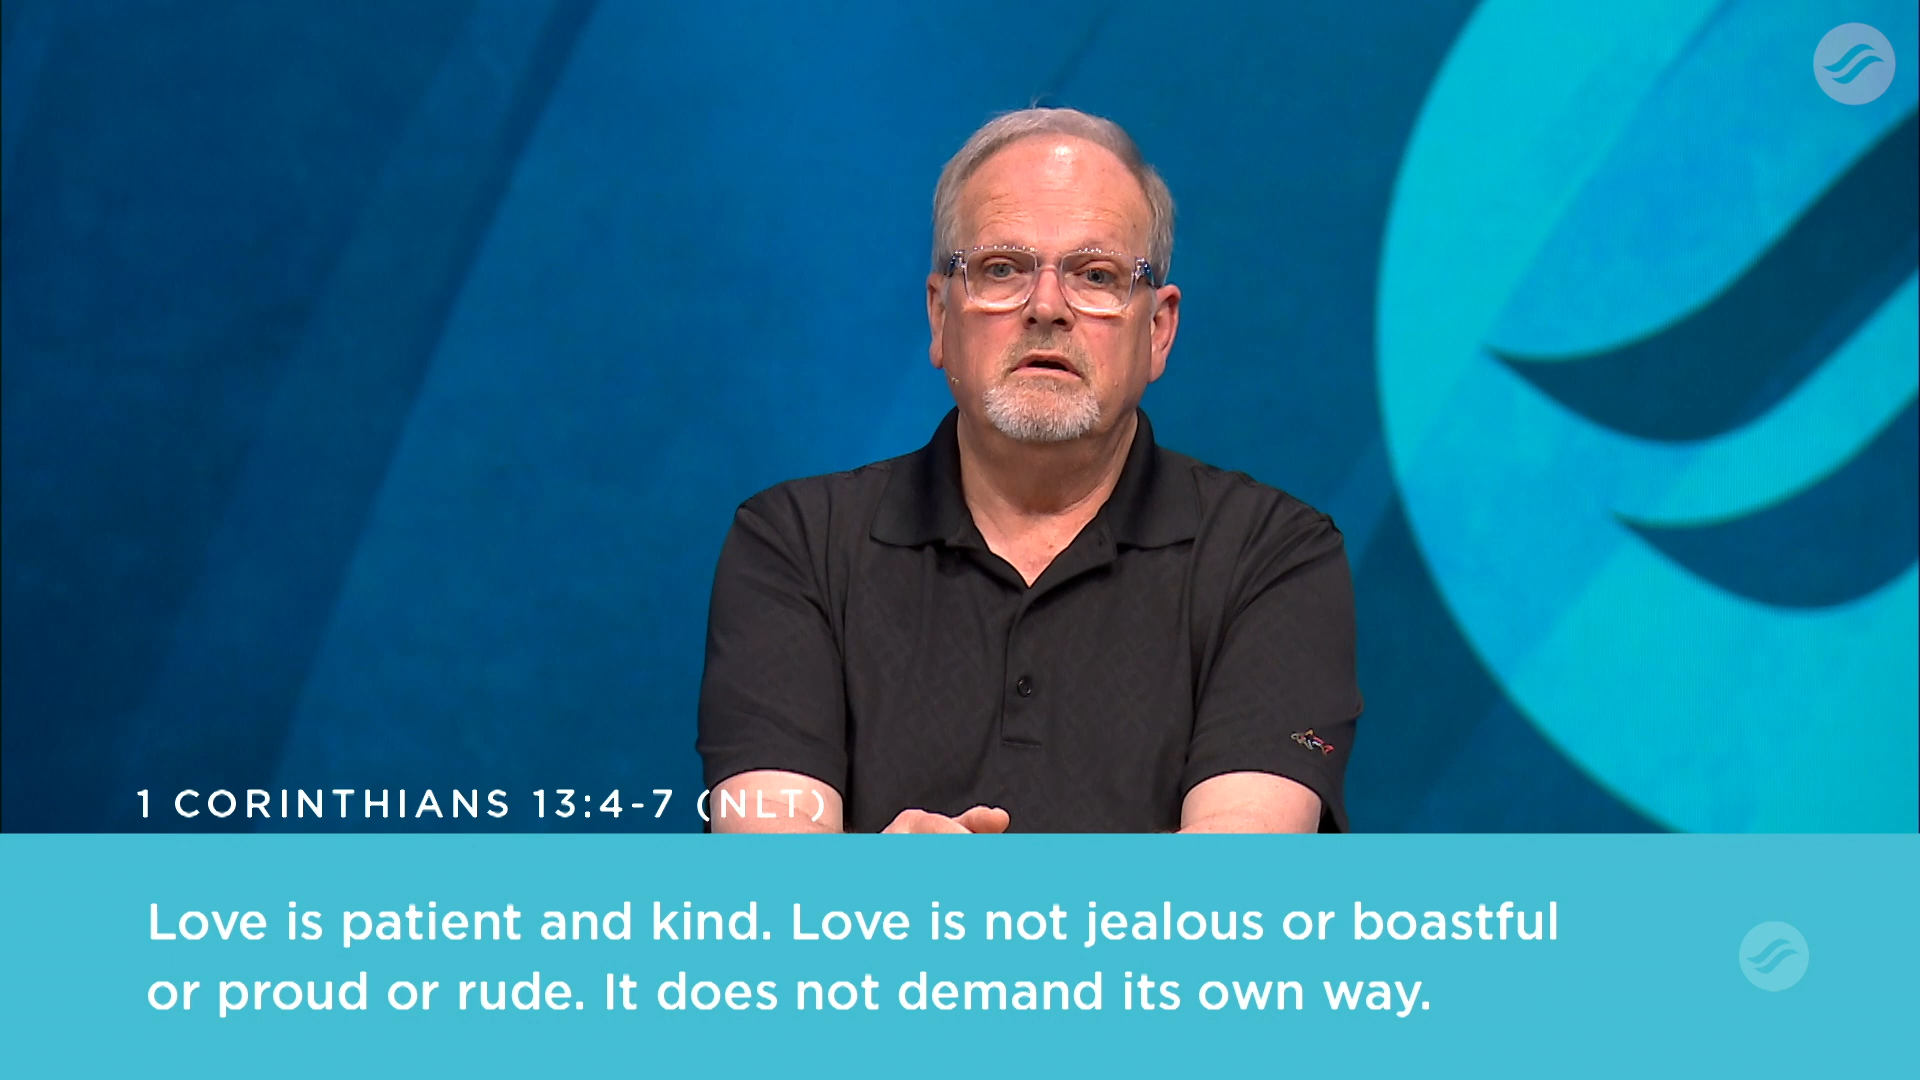 1 CORINTHIANS 13:4-7 (NLT)
Love is patient and kind. Love is not jealous or boastful
or proud or rude. It does not demand its own way.